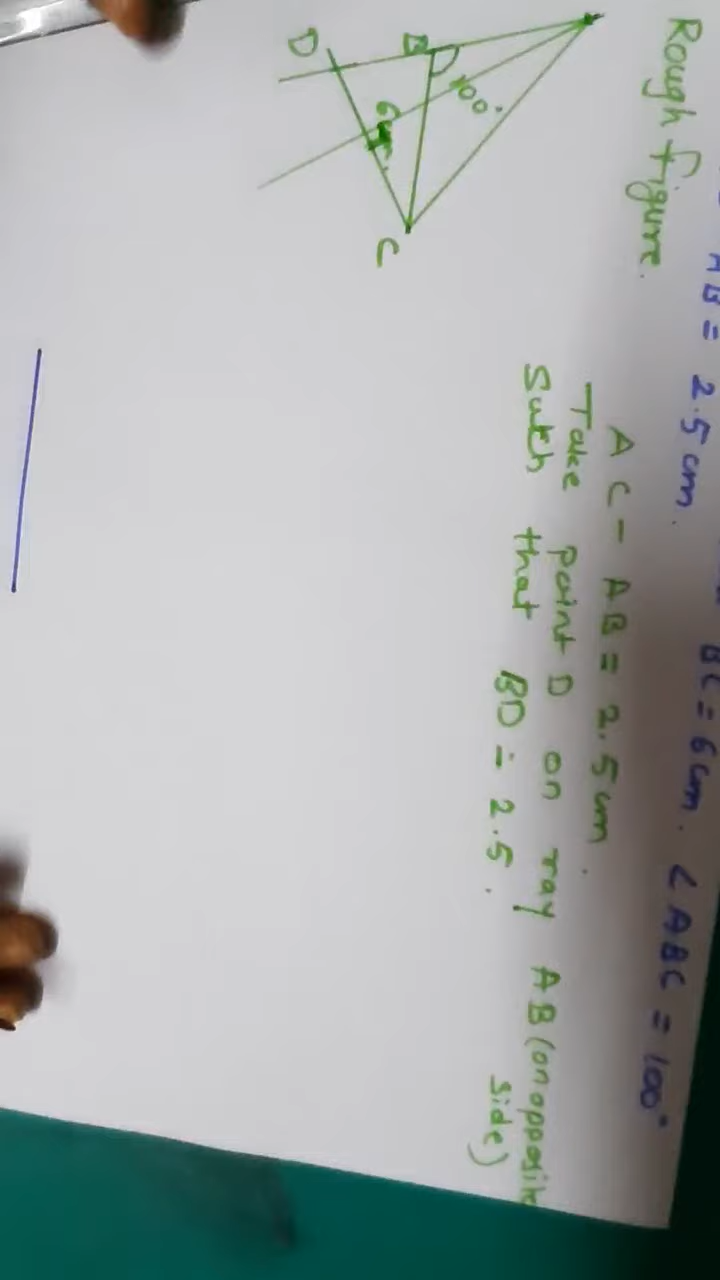 AB = 2.5 cm. BC = 6 cm. ∠ABC = 100°
Rough figure.
AC - AB = 2.5 cm.
Take point D on ray AB (on opposite
such that BD = 2.5. side)
D
B
100°
C